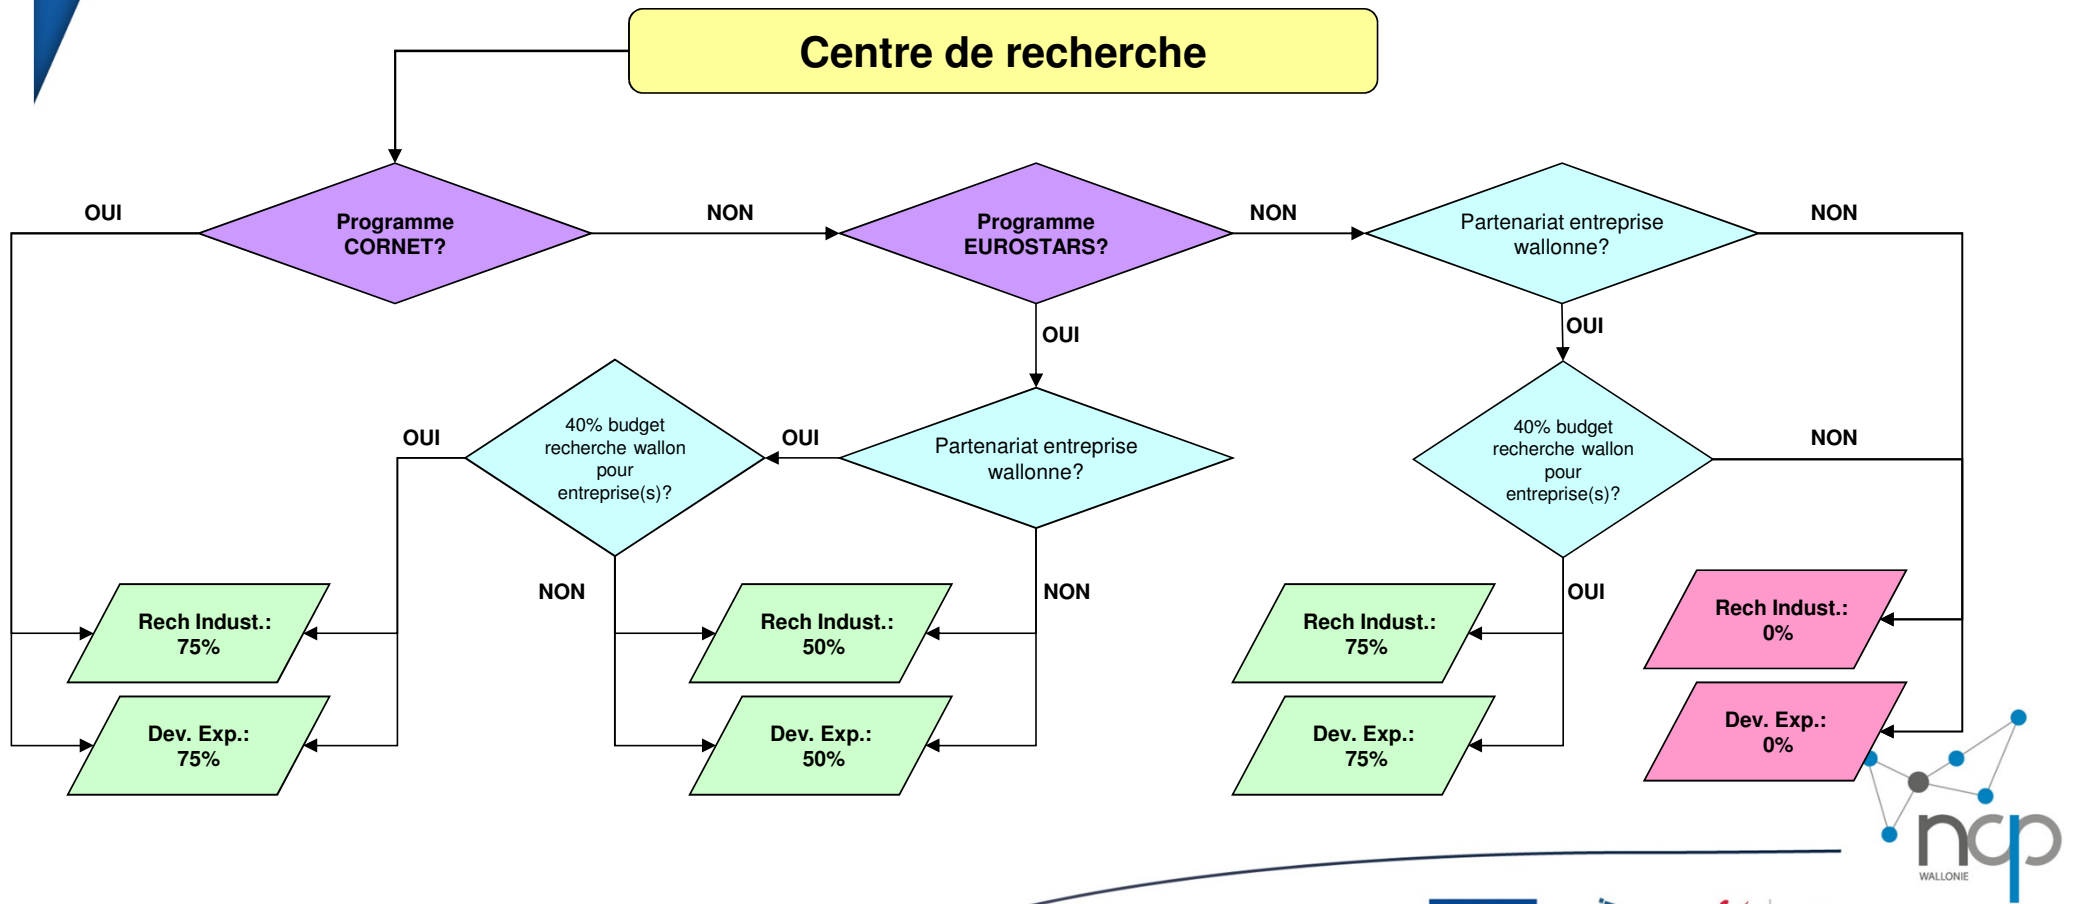 Centre de recherche
OUI
Programme
CORNET?
NON
Programme
EUROSTARS?
NON
Partenariat entreprise
wallonne?
NON
OUI
OUI
OUI
40% budget
recherche wallon
pour
entreprise(s)?
OUI
Partenariat entreprise
wallonne?
40% budget
recherche wallon
pour
entreprise(s)?
NON
NON
NON
OUI
Rech Indust.:
75%
Rech Indust.:
50%
Rech Indust.:
75%
Rech Indust.:
0%
Dev. Exp.:
75%
Dev. Exp.:
50%
Dev. Exp.:
75%
Dev. Exp.:
0%
ncp
WALLONIE